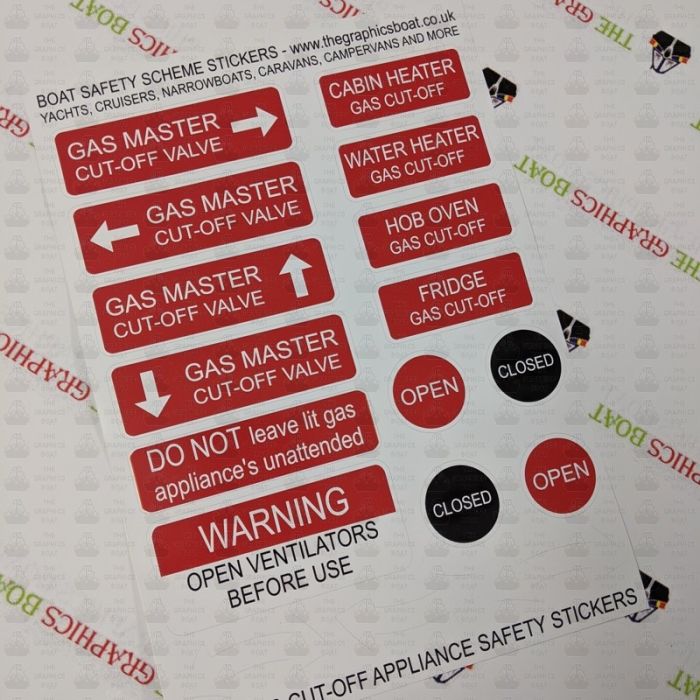 BOAT SAFETY SCHEME STICKERS - www.thegraphicsboat.co.uk
YACHTS, CRUISERS, NARROWBOATS, CARAVANS, CAMPERVANS AND MORE
GAS MASTER
CUT-OFF VALVE
GAS MASTER
CUT-OFF VALVE
GAS MASTER
CUT-OFF VALVE
GAS MASTER
CUT-OFF VALVE
DO NOT leave lit gas
appliance's unattended
WARNING
OPEN VENTILATORS
BEFORE USE
CABIN HEATER
GAS CUT-OFF
WATER HEATER
GAS CUT-OFF
HOB OVEN
GAS CUT-OFF
FRIDGE
GAS CUT-OFF
OPEN
CLOSED
CLOSED
OPEN
CUT-OFF APPLIANCE SAFETY STICKERS
THE GRAPHICS BOAT
THE GRAPHICS BOAT
GRAPHICS BOAT
GRAPHICS BOAT
GRAPHICS
GRAPHICS BOAT